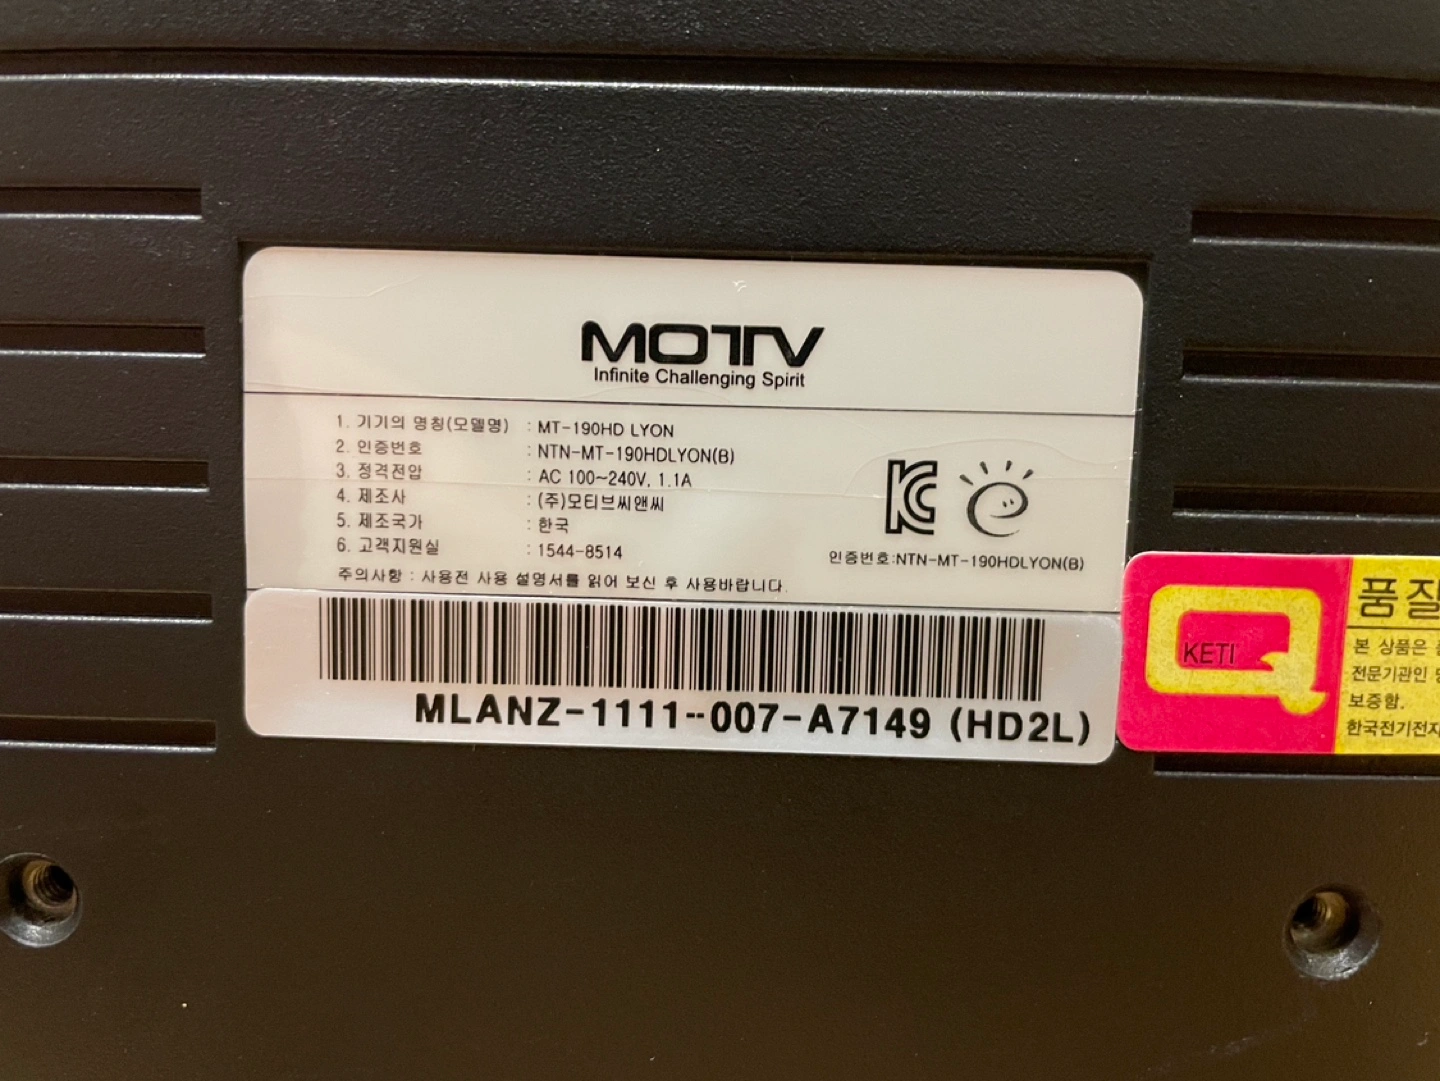 MOTIV
Infinite Challenging Spirit
1. 기기의 명칭(모델명) : MT-190HD LYON
2. 인증번호 : NTN-MT-190HDLYON(B)
3. 정격전압 : AC 100~240V, 1.1A
4. 제조사 : (주)모티브씨앤씨
5. 제조국가 : 한국
6. 고객지원실 : 1544-8514
주의사항 : 사용전 사용 설명서를 읽어 보신 후 사용바랍니다.
인증번호:NTN-MT-190HDLYON(B)
MLANZ-1111--007-A7149 (HD2L)
Q
KETI
품질
본 상품은
전문기관인
보증함.
한국전기전자